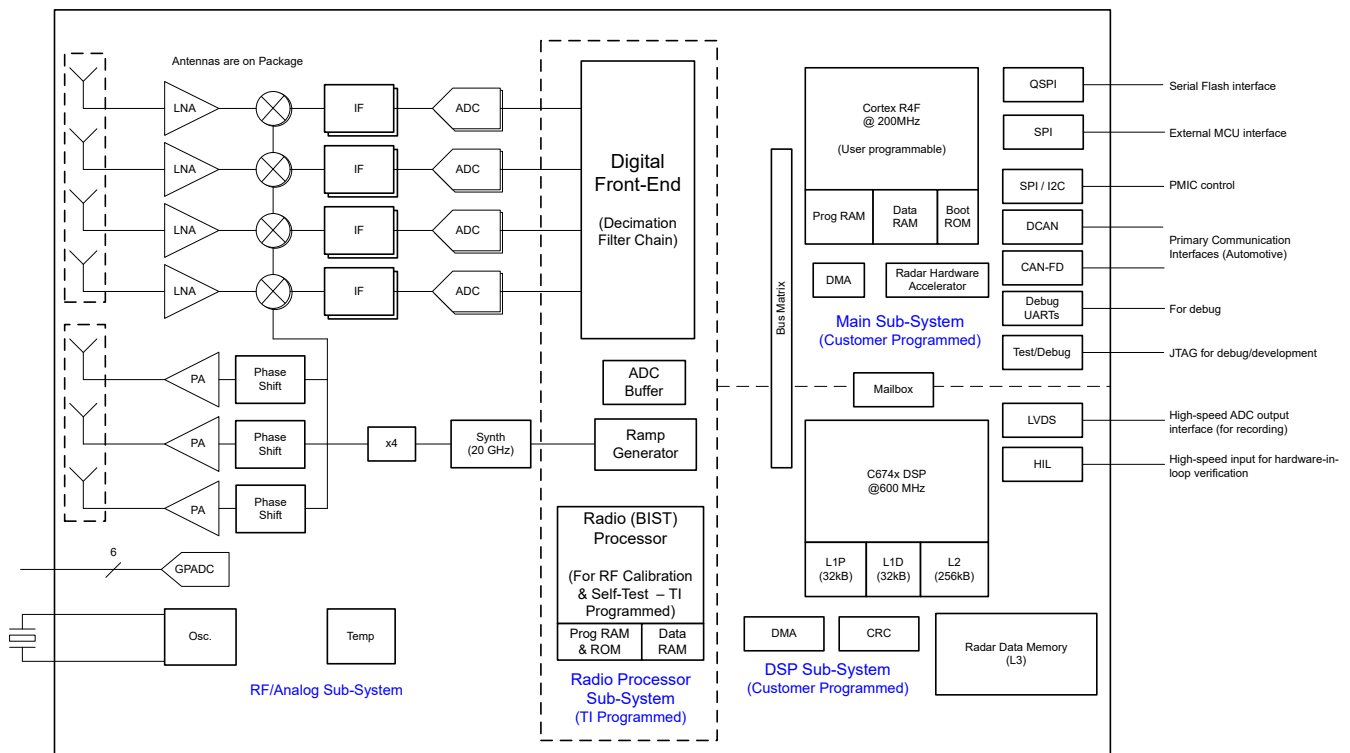 Antennas are on Package
LNA
IF
ADC
LNA
IF
ADC
LNA
IF
ADC
LNA
IF
ADC
PA
Phase
Shift
PA
Phase
Shift
PA
Phase
Shift
x4
Synth
(20 GHz)
6
GPADC
Osc.
Temp
RF/Analog Sub-System
Digital
Front-End
(Decimation
Filter Chain)
ADC
Buffer
Ramp
Generator
Radio (BIST)
Processor
(For RF Calibration
& Self-Test – TI
Programmed)
Prog RAM
& ROM
Data
RAM
Radio Processor
Sub-System
(TI Programmed)
Bus Matrix
Cortex R4F
@ 200MHz
(User programmable)
Prog RAM
Data
RAM
Boot
ROM
DMA
Radar Hardware
Accelerator
Main Sub-System
(Customer Programmed)
Mailbox
C674x DSP
@600 MHz
L1P
(32kB)
L1D
(32kB)
L2
(256kB)
DMA
CRC
DSP Sub-System
(Customer Programmed)
Radar Data Memory
(L3)
QSPI
Serial Flash interface
SPI
External MCU interface
SPI / I2C
PMIC control
DCAN
CAN-FD
Primary Communication
Interfaces (Automotive)
Debug
UARTs
For debug
Test/Debug
JTAG for debug/development
LVDS
High-speed ADC output
interface (for recording)
HIL
High-speed input for hardware-in-
loop verification